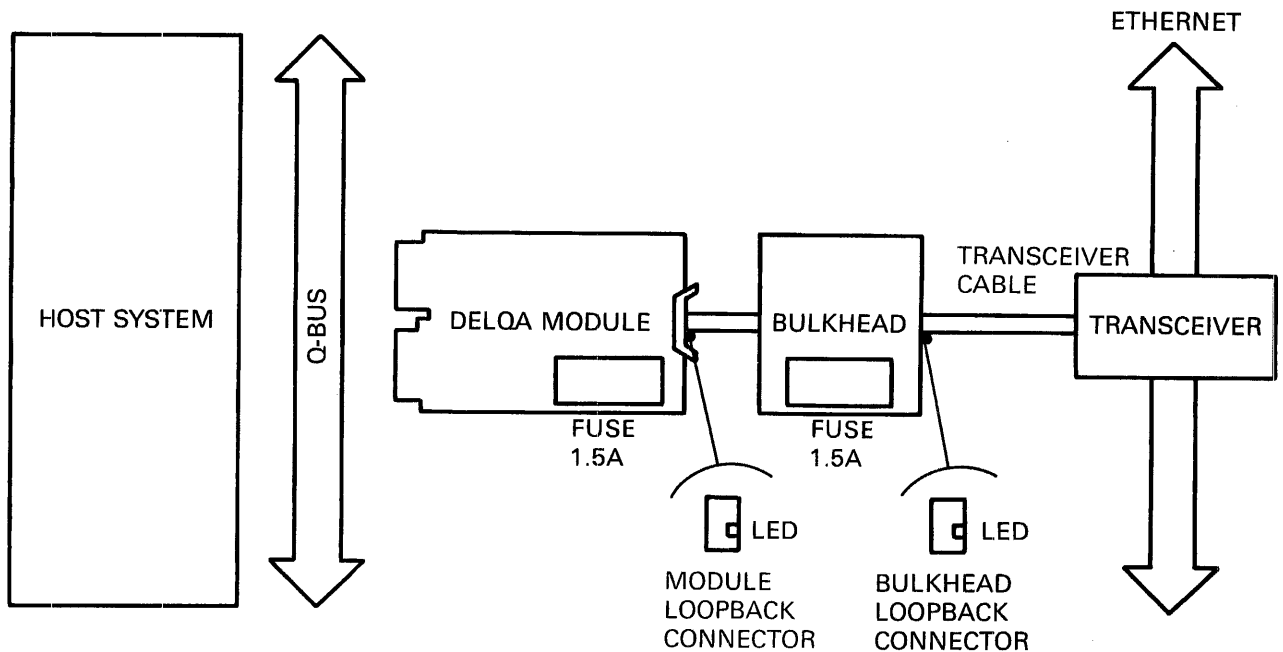 ETHERNET
HOST SYSTEM
Q-BUS
DELQA MODULE
FUSE
1.5A
BULKHEAD
FUSE
1.5A
TRANSCEIVER
CABLE
TRANSCEIVER
LED
MODULE
LOOPBACK
CONNECTOR
LED
BULKHEAD
LOOPBACK
CONNECTOR